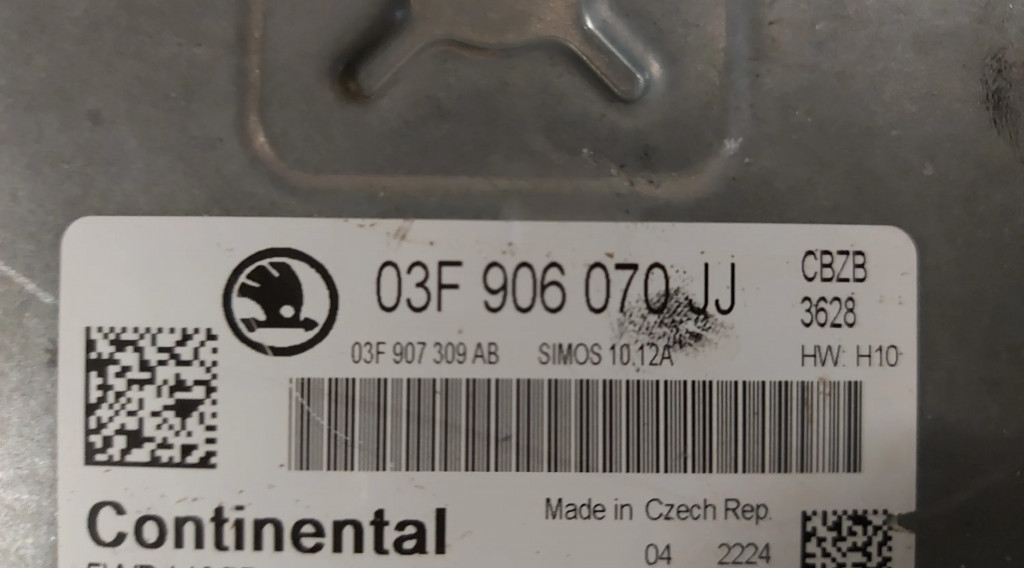 03F 906 070 JJ
CBZB
3628
03F 907 309 AB SIMOS 10.12A
HW: H10
Continental
Made in Czech Rep.
04 2224